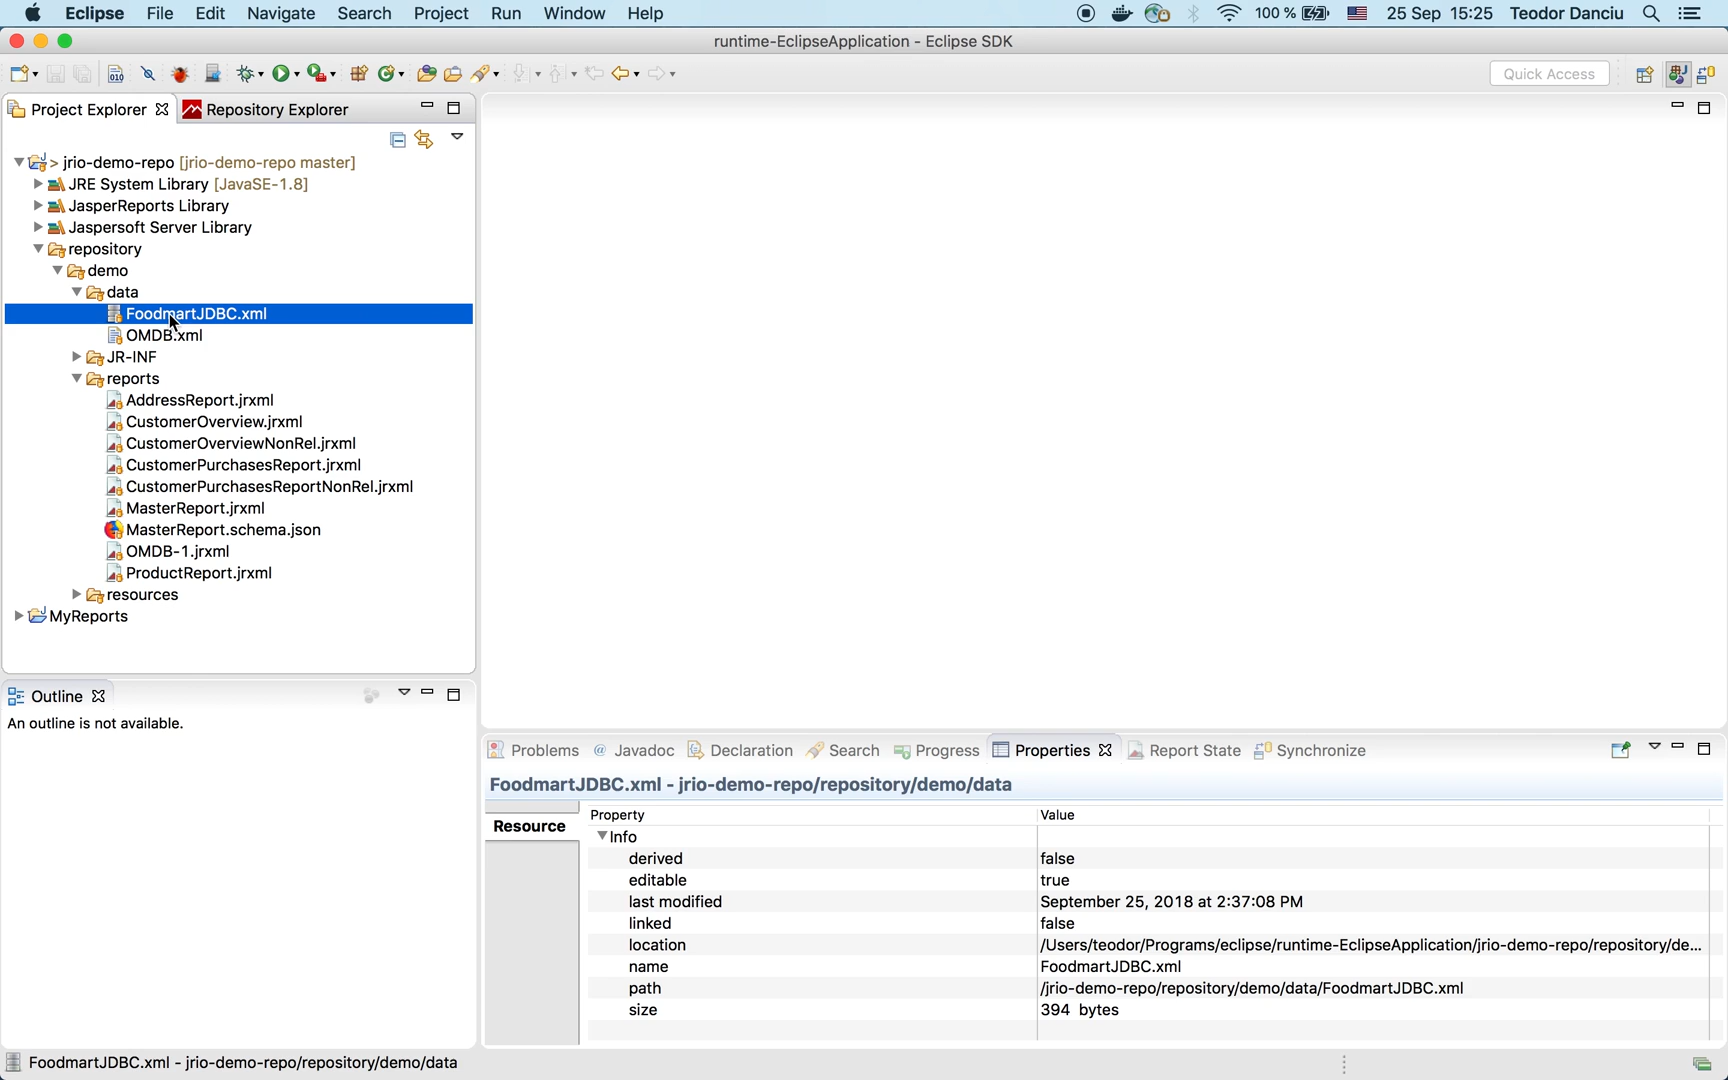 Eclipse File Edit Navigate Search Project Run Window Help 100 % 25 Sep 15:25 Teodor Danciu
runtime-EclipseApplication - Eclipse SDK
010 Quick Access
Project Explorer Repository Explorer
> jrio-demo-repo [jrio-demo-repo master]
JRE System Library [JavaSE-1.8]
JasperReports Library
Jaspersoft Server Library
repository
demo
data
FoodmartJDBC.xml
OMDB.xml
JR-INF
reports
AddressReport.jrxml
CustomerOverview.jrxml
CustomerOverviewNonRel.jrxml
CustomerPurchasesReport.jrxml
CustomerPurchasesReportNonRel.jrxml
MasterReport.jrxml
MasterReport.schema.json
OMDB-1.jrxml
ProductReport.jrxml
resources
MyReports
Outline
An outline is not available.
Problems @ Javadoc Declaration Search Progress Properties Report State Synchronize
FoodmartJDBC.xml - jrio-demo-repo/repository/demo/data
Resource
Property Value
Info
derived false
editable true
last modified September 25, 2018 at 2:37:08 PM
linked false
location /Users/teodor/Programs/eclipse/runtime-EclipseApplication/jrio-demo-repo/repository/de...
name FoodmartJDBC.xml
path /jrio-demo-repo/repository/demo/data/FoodmartJDBC.xml
size 394 bytes
FoodmartJDBC.xml - jrio-demo-repo/repository/demo/data